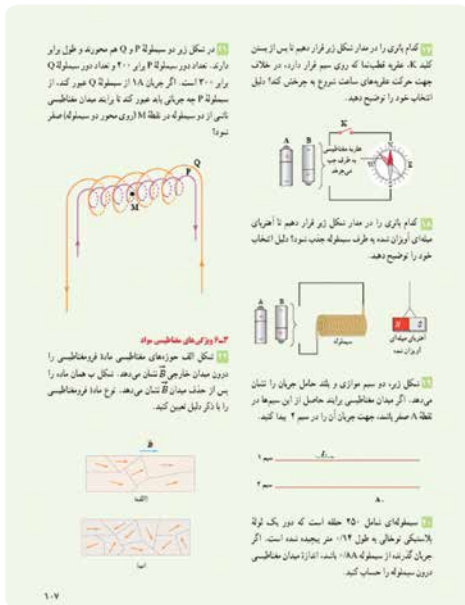 ۱۷ کدام باتری را در مدار شکل زیر قرار دهیم تا پس از بستن
کلید K، عقربه قطب‌نما که روی سیم قرار دارد، در خلاف
جهت حرکت عقربه‌های ساعت شروع به چرخش کند؟ دلیل
انتخاب خود را توضیح دهید.
K
A B
عقربهٔ مغناطیسی
به طرف چپ
می‌چرخد
۱۸ کدام باتری را در مدار شکل زیر قرار دهیم تا آهنربای
میله‌ای آویزان شده به طرف سیملوله جذب شود؟ دلیل انتخاب
خود را توضیح دهید.
A B
سیملوله
آهنربای میله‌ای
آویزان شده
۱۹ شکل زیر، دو سیم موازی و بلند حامل جریان را نشان
می‌دهد. اگر میدان مغناطیسی برایند حاصل از این سیم‌ها در
نقطهٔ A صفر باشد، جهت جریان آن را در سیم ۲ پیدا کنید.
سیم ۱
سیم ۲
A
۲۰ سیملوله‌ای شامل ۲۵۰ حلقه است که دور یک لولهٔ
پلاستیکی توخالی به طول ۰/۱۴ متر پیچیده شده است. اگر
جریان گذرنده از سیملوله ۰/۸A باشد، اندازهٔ میدان مغناطیسی
درون سیملوله را حساب کنید.
۲۱ در شکل زیر دو سیملولهٔ P و Q هم محورند و طول برابر
دارند. تعداد دور سیملولهٔ P برابر ۲۰۰ و تعداد دور سیملولهٔ Q
برابر ۳۰۰ است. اگر جریان ۱A از سیملولهٔ Q عبور کند، از
سیملولهٔ P چه جریانی باید عبور کند تا برایند میدان مغناطیسی
ناشی از دو سیملوله در نقطهٔ M (روی محور دو سیملوله) صفر
شود؟
Q
P
M
۳-۶ ویژگی‌های مغناطیسی مواد
۲۲ شکل الف حوزه‌های مغناطیسی مادهٔ فرومغناطیسی را
درون میدان خارجی B نشان می‌دهد. شکل ب همان ماده را
پس از حذف میدان B نشان می‌دهد. نوع مادهٔ فرومغناطیسی
را با ذکر دلیل تعیین کنید.
B
(الف)
(ب)
۱۰۷